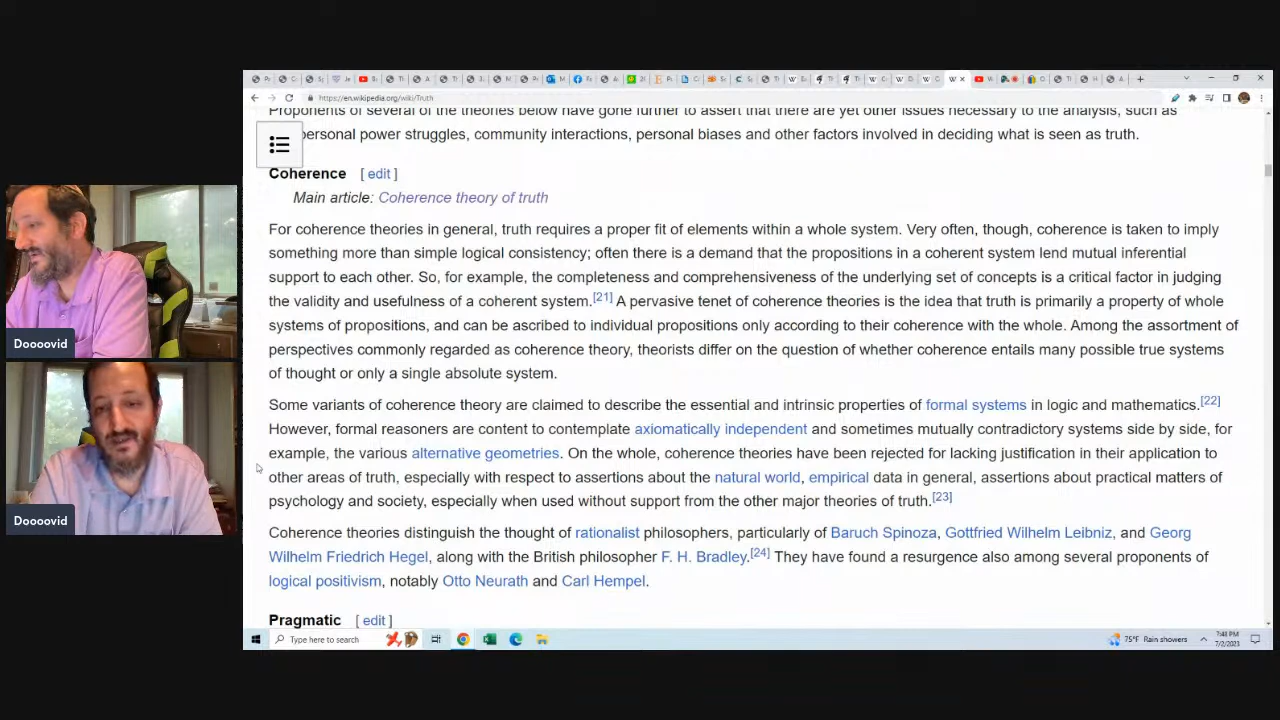 https://en.wikipedia.org/wiki/Truth
Proponents of several of the theories below have gone further to assert that there are yet other issues necessary to the analysis, such as
personal power struggles, community interactions, personal biases and other factors involved in deciding what is seen as truth.
Coherence [ edit ]
Main article: Coherence theory of truth
For coherence theories in general, truth requires a proper fit of elements within a whole system. Very often, though, coherence is taken to imply
something more than simple logical consistency; often there is a demand that the propositions in a coherent system lend mutual inferential
support to each other. So, for example, the completeness and comprehensiveness of the underlying set of concepts is a critical factor in judging
the validity and usefulness of a coherent system.[21] A pervasive tenet of coherence theories is the idea that truth is primarily a property of whole
systems of propositions, and can be ascribed to individual propositions only according to their coherence with the whole. Among the assortment of
perspectives commonly regarded as coherence theory, theorists differ on the question of whether coherence entails many possible true systems
of thought or only a single absolute system.
Some variants of coherence theory are claimed to describe the essential and intrinsic properties of formal systems in logic and mathematics.[22]
However, formal reasoners are content to contemplate axiomatically independent and sometimes mutually contradictory systems side by side, for
example, the various alternative geometries. On the whole, coherence theories have been rejected for lacking justification in their application to
other areas of truth, especially with respect to assertions about the natural world, empirical data in general, assertions about practical matters of
psychology and society, especially when used without support from the other major theories of truth.[23]
Coherence theories distinguish the thought of rationalist philosophers, particularly of Baruch Spinoza, Gottfried Wilhelm Leibniz, and Georg
Wilhelm Friedrich Hegel, along with the British philosopher F. H. Bradley.[24] They have found a resurgence also among several proponents of
logical positivism, notably Otto Neurath and Carl Hempel.
Pragmatic [ edit ]
Type here to search
75°F Rain showers
7:48 PM
7/2/2023
Doooovid
Doooovid